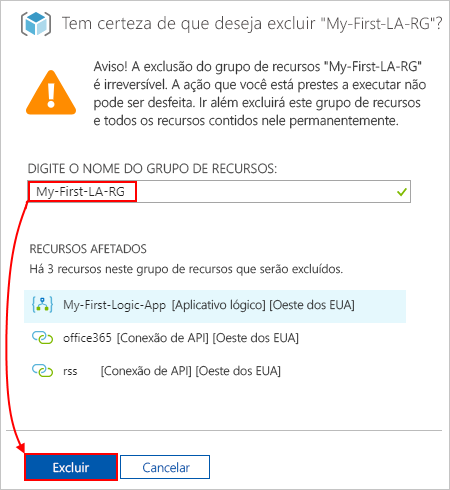 Tem certeza de que deseja excluir "My-First-LA-RG"?
Aviso! A exclusão do grupo de recursos "My-First-LA-RG"
é irreversível. A ação que você está prestes a executar não
pode ser desfeita. Ir além excluirá este grupo de recursos
e todos os recursos contidos nele permanentemente.
DIGITE O NOME DO GRUPO DE RECURSOS:
My-First-LA-RG
RECURSOS AFETADOS
Há 3 recursos neste grupo de recursos que serão excluídos.
My-First-Logic-App [Aplicativo lógico] [Oeste dos EUA]
office365 [Conexão de API] [Oeste dos EUA]
rss [Conexão de API] [Oeste dos EUA]
Excluir Cancelar